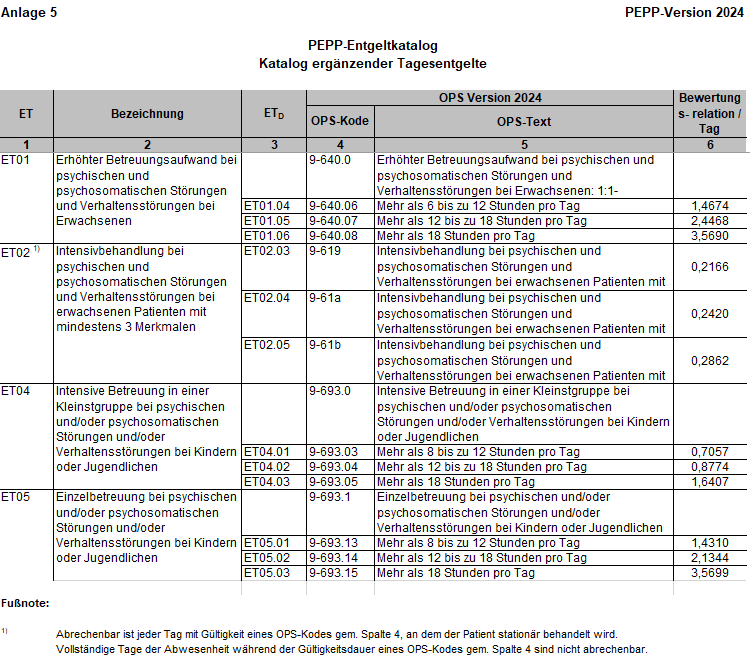 Anlage 5
PEPP-Version 2024
PEPP-Entgeltkatalog
Katalog ergänzender Tagesentgelte
ET
Bezeichnung
ETD
OPS Version 2024
Bewertung
s- relation /
Tag
OPS-Kode
OPS-Text
1
2
3
4
5
6
ET01
Erhöhter Betreuungsaufwand bei
psychischen und
psychosomatischen Störungen
und Verhaltensstörungen bei
Erwachsenen
9-640.0
Erhöhter Betreuungsaufwand bei psychischen und
psychosomatischen Störungen und
Verhaltensstörungen bei Erwachsenen: 1:1-
ET01.04
9-640.06
Mehr als 6 bis zu 12 Stunden pro Tag
1,4674
ET01.05
9-640.07
Mehr als 12 bis zu 18 Stunden pro Tag
2,4468
ET01.06
9-640.08
Mehr als 18 Stunden pro Tag
3,5690
ET02 1)
Intensivbehandlung bei
psychischen und
psychosomatischen Störungen
und Verhaltensstörungen bei
erwachsenen Patienten mit
mindestens 3 Merkmalen
ET02.03
9-619
Intensivbehandlung bei psychischen und
psychosomatischen Störungen und
Verhaltensstörungen bei erwachsenen Patienten mit
0,2166
ET02.04
9-61a
Intensivbehandlung bei psychischen und
psychosomatischen Störungen und
Verhaltensstörungen bei erwachsenen Patienten mit
0,2420
ET02.05
9-61b
Intensivbehandlung bei psychischen und
psychosomatischen Störungen und
Verhaltensstörungen bei erwachsenen Patienten mit
0,2862
ET04
Intensive Betreuung in einer
Kleinstgruppe bei psychischen
und/oder psychosomatischen
Störungen und/oder
Verhaltensstörungen bei Kindern
oder Jugendlichen
9-693.0
Intensive Betreuung in einer Kleinstgruppe bei
psychischen und/oder psychosomatischen
Störungen und/oder Verhaltensstörungen bei Kindern
oder Jugendlichen
ET04.01
9-693.03
Mehr als 8 bis zu 12 Stunden pro Tag
0,7057
ET04.02
9-693.04
Mehr als 12 bis zu 18 Stunden pro Tag
0,8774
ET04.03
9-693.05
Mehr als 18 Stunden pro Tag
1,6407
ET05
Einzelbetreuung bei psychischen
und/oder psychosomatischen
Störungen und/oder
Verhaltensstörungen bei Kindern
oder Jugendlichen
9-693.1
Einzelbetreuung bei psychischen und/oder
psychosomatischen Störungen und/oder
Verhaltensstörungen bei Kindern oder Jugendlichen
ET05.01
9-693.13
Mehr als 8 bis zu 12 Stunden pro Tag
1,4310
ET05.02
9-693.14
Mehr als 12 bis zu 18 Stunden pro Tag
2,1344
ET05.03
9-693.15
Mehr als 18 Stunden pro Tag
3,5699
Fußnote:
1) Abrechenbar ist jeder Tag mit Gültigkeit eines OPS-Kodes gem. Spalte 4, an dem der Patient stationär behandelt wird.
Vollständige Tage der Abwesenheit während der Gültigkeitsdauer eines OPS-Kodes gem. Spalte 4 sind nicht abrechenbar.